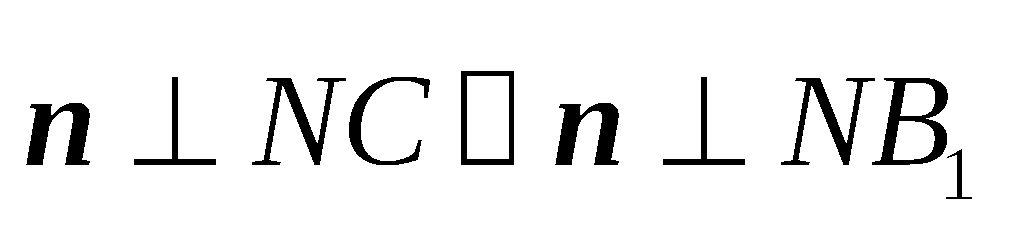 n ⊥ NC □ n ⊥ NB₁